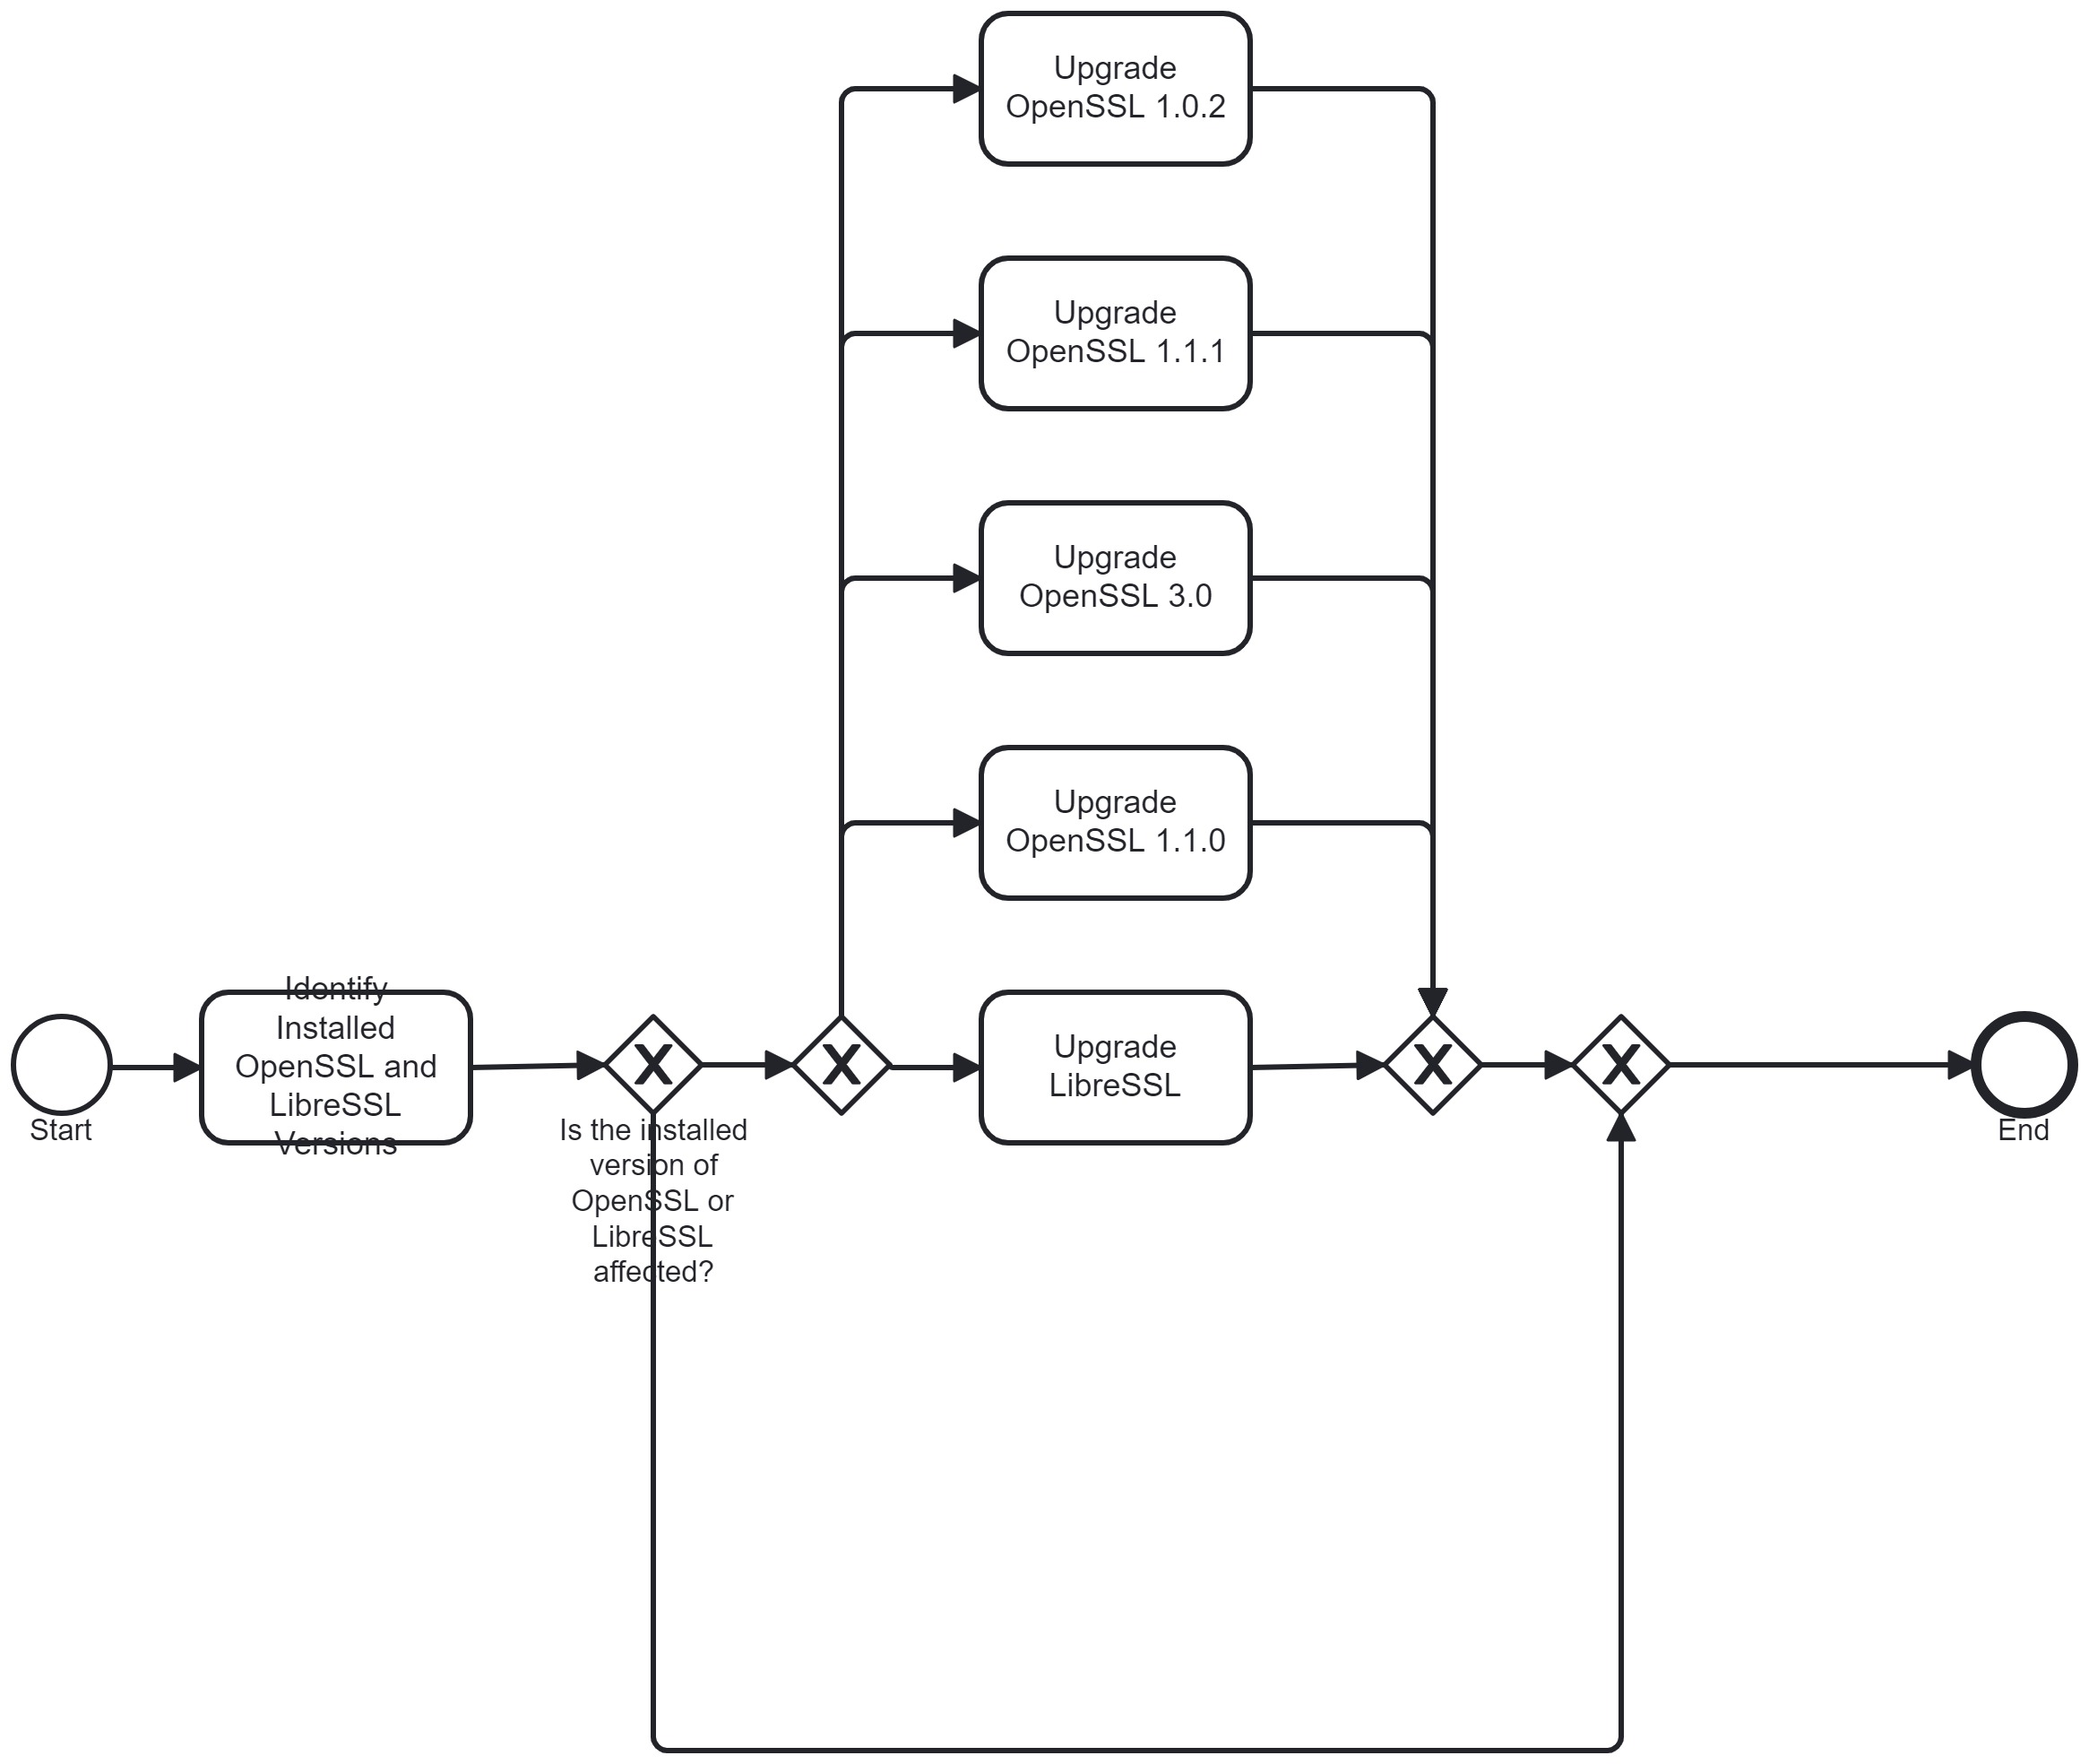 Upgrade
OpenSSL 1.0.2
Upgrade
OpenSSL 1.1.1
Upgrade
OpenSSL 3.0
Upgrade
OpenSSL 1.1.0
Start
Identify
Installed
OpenSSL and
LibreSSL
Versions
X
Is the installed
version of
OpenSSL or
LibreSSL
affected?
X
Upgrade
LibreSSL
X
X
End